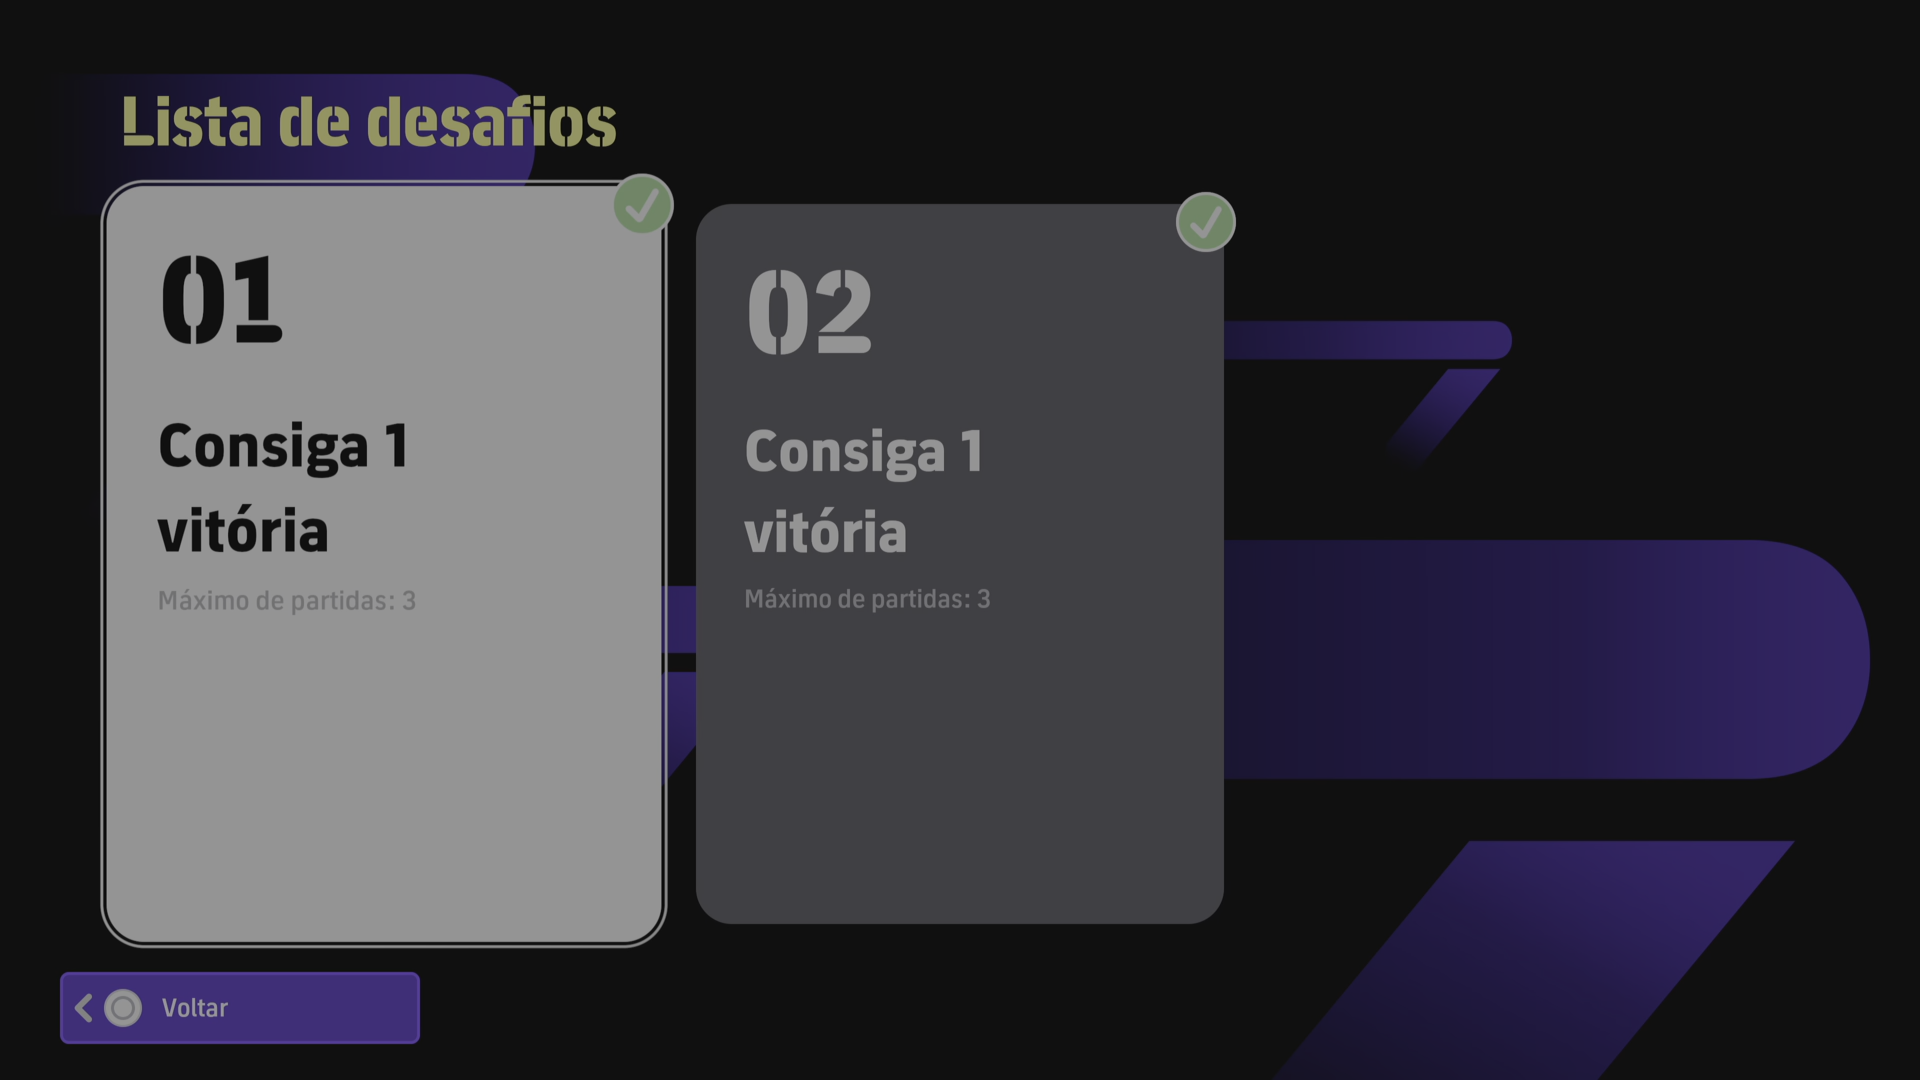 Lista de desafios
01
Consiga 1
vitória
Máximo de partidas: 3
02
Consiga 1
vitória
Máximo de partidas: 3
Voltar